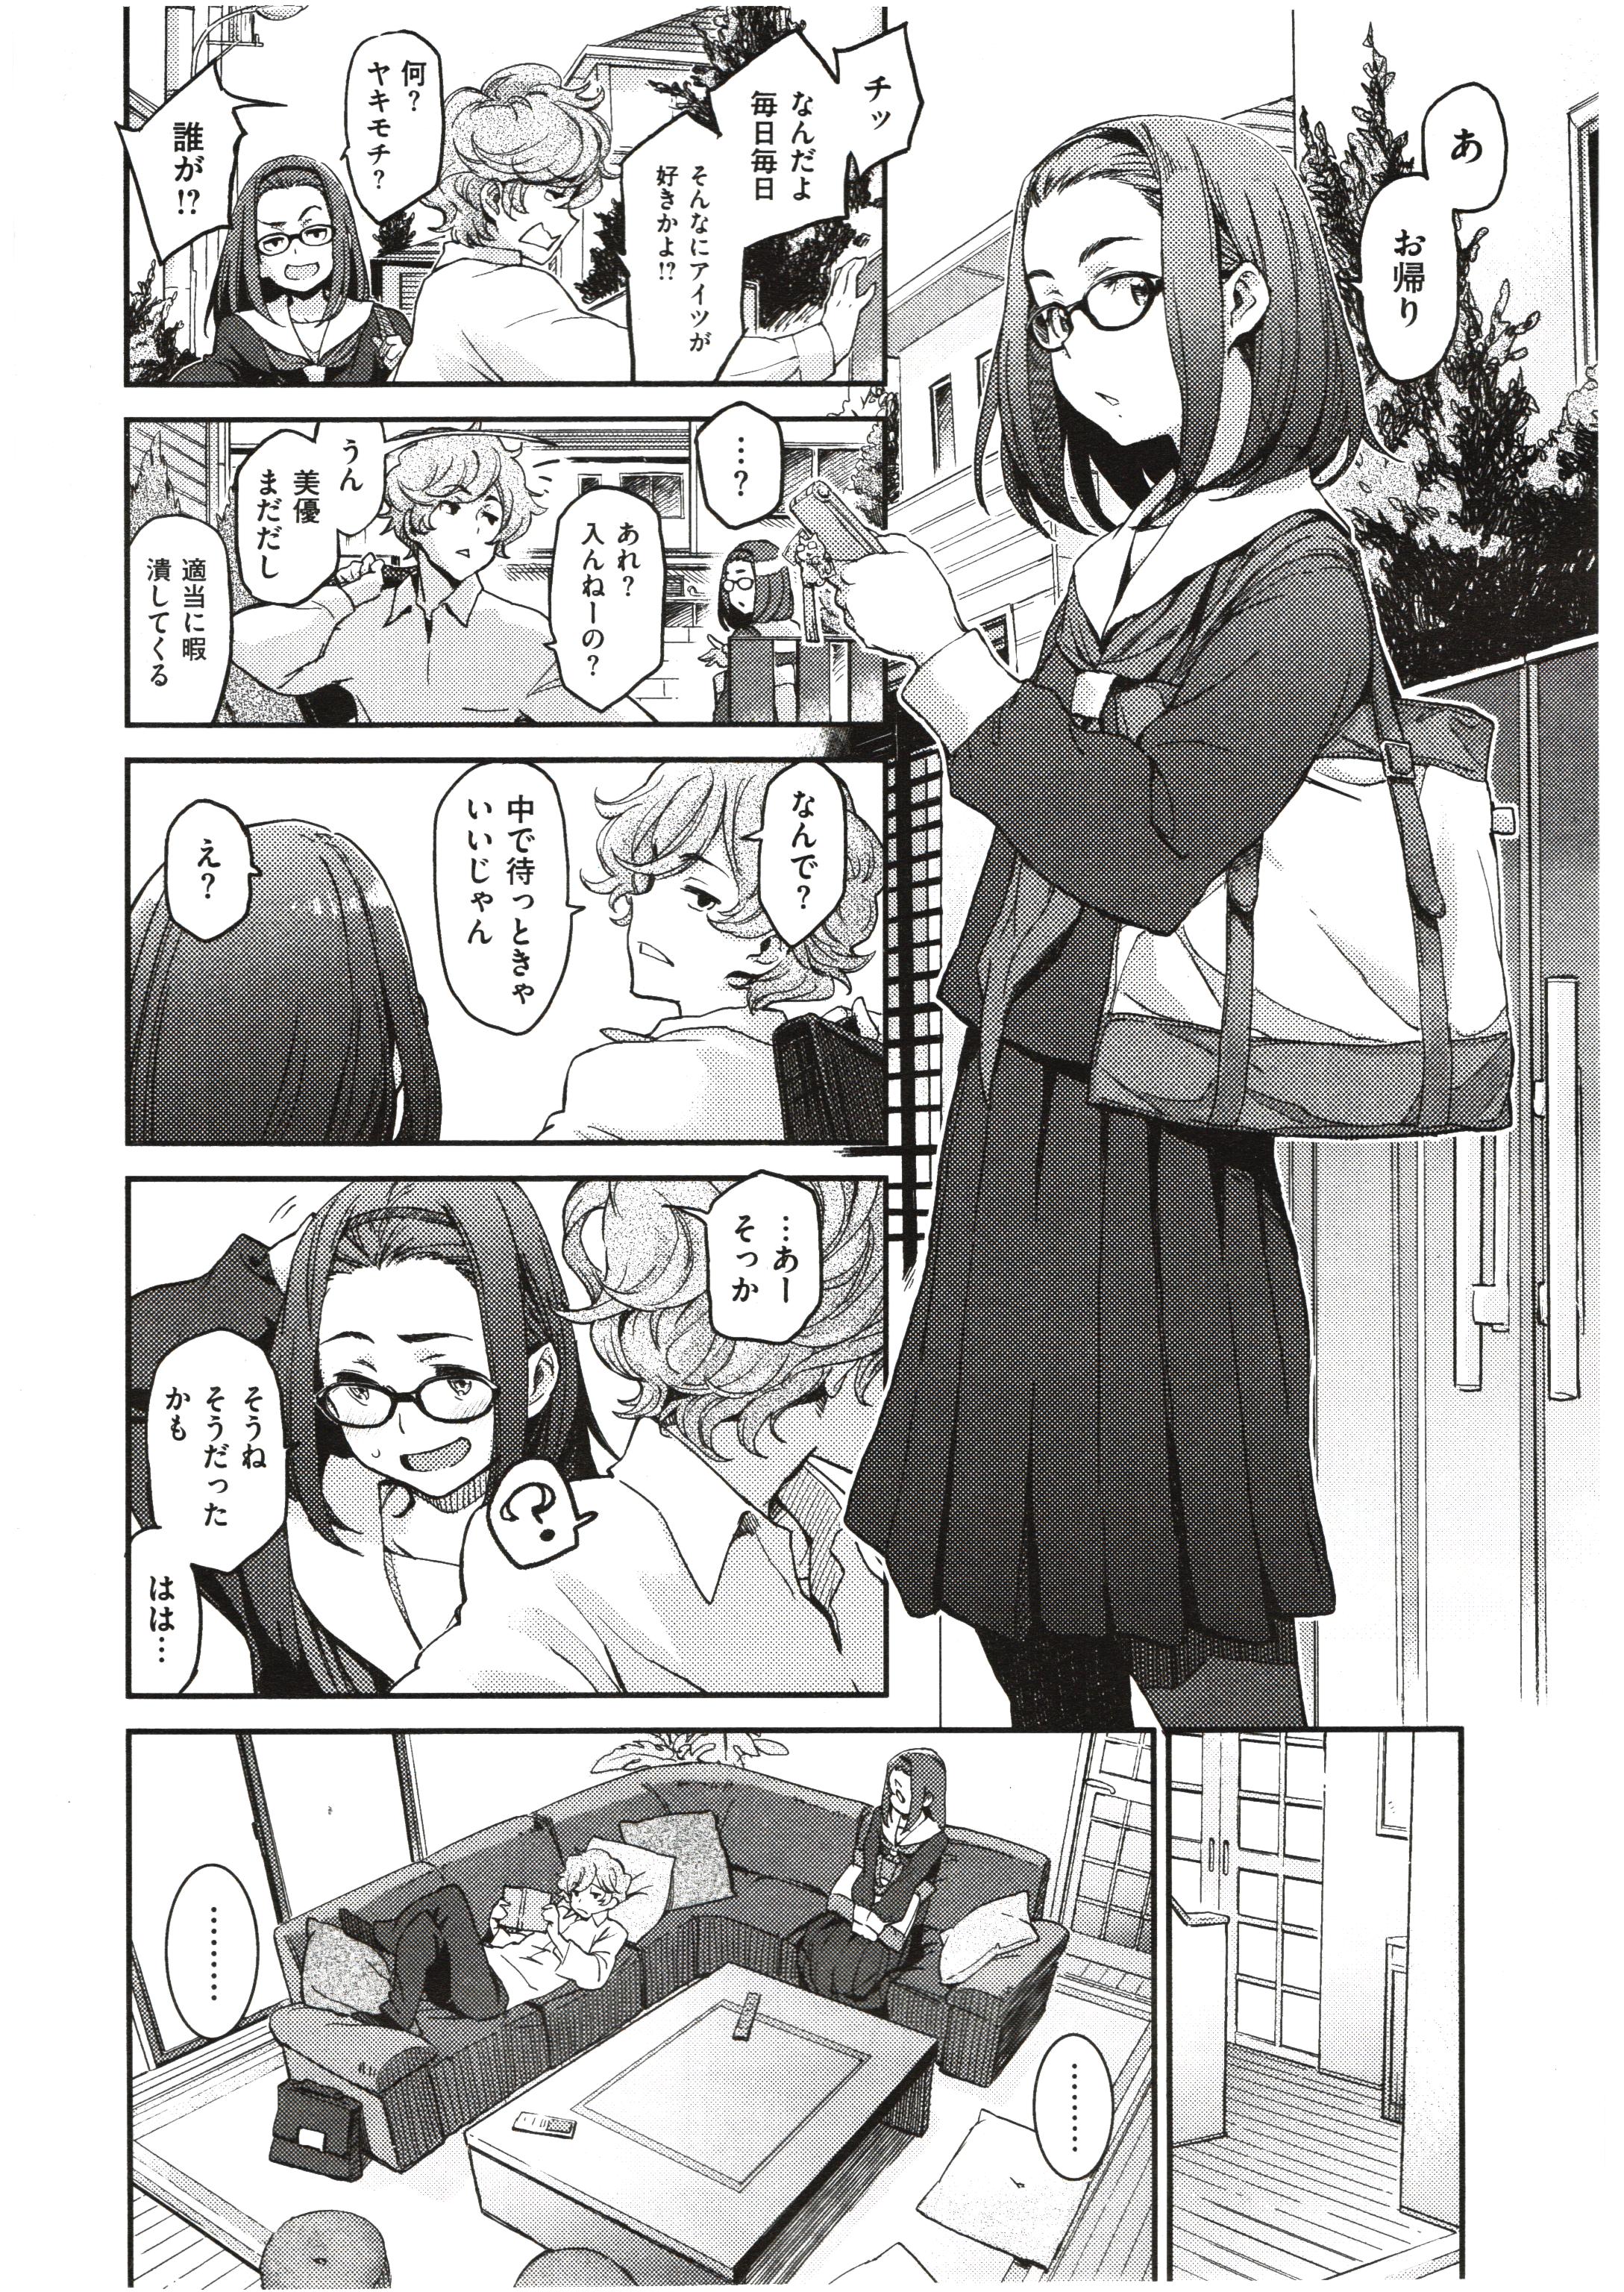 あ
お帰り
チッ
なんだよ
毎日毎日
そんなにアイツが
好きかよ!?
何?
ヤキモチ?
誰が!?
…?
あれ?
入んねーの?
うん
美優
まだだし
適当に暇
潰してくる
なんで?
中で待っときゃ
いいじゃん
え?
…あー
そっか
?
そうね
そうだった
かも
はは…
………
………